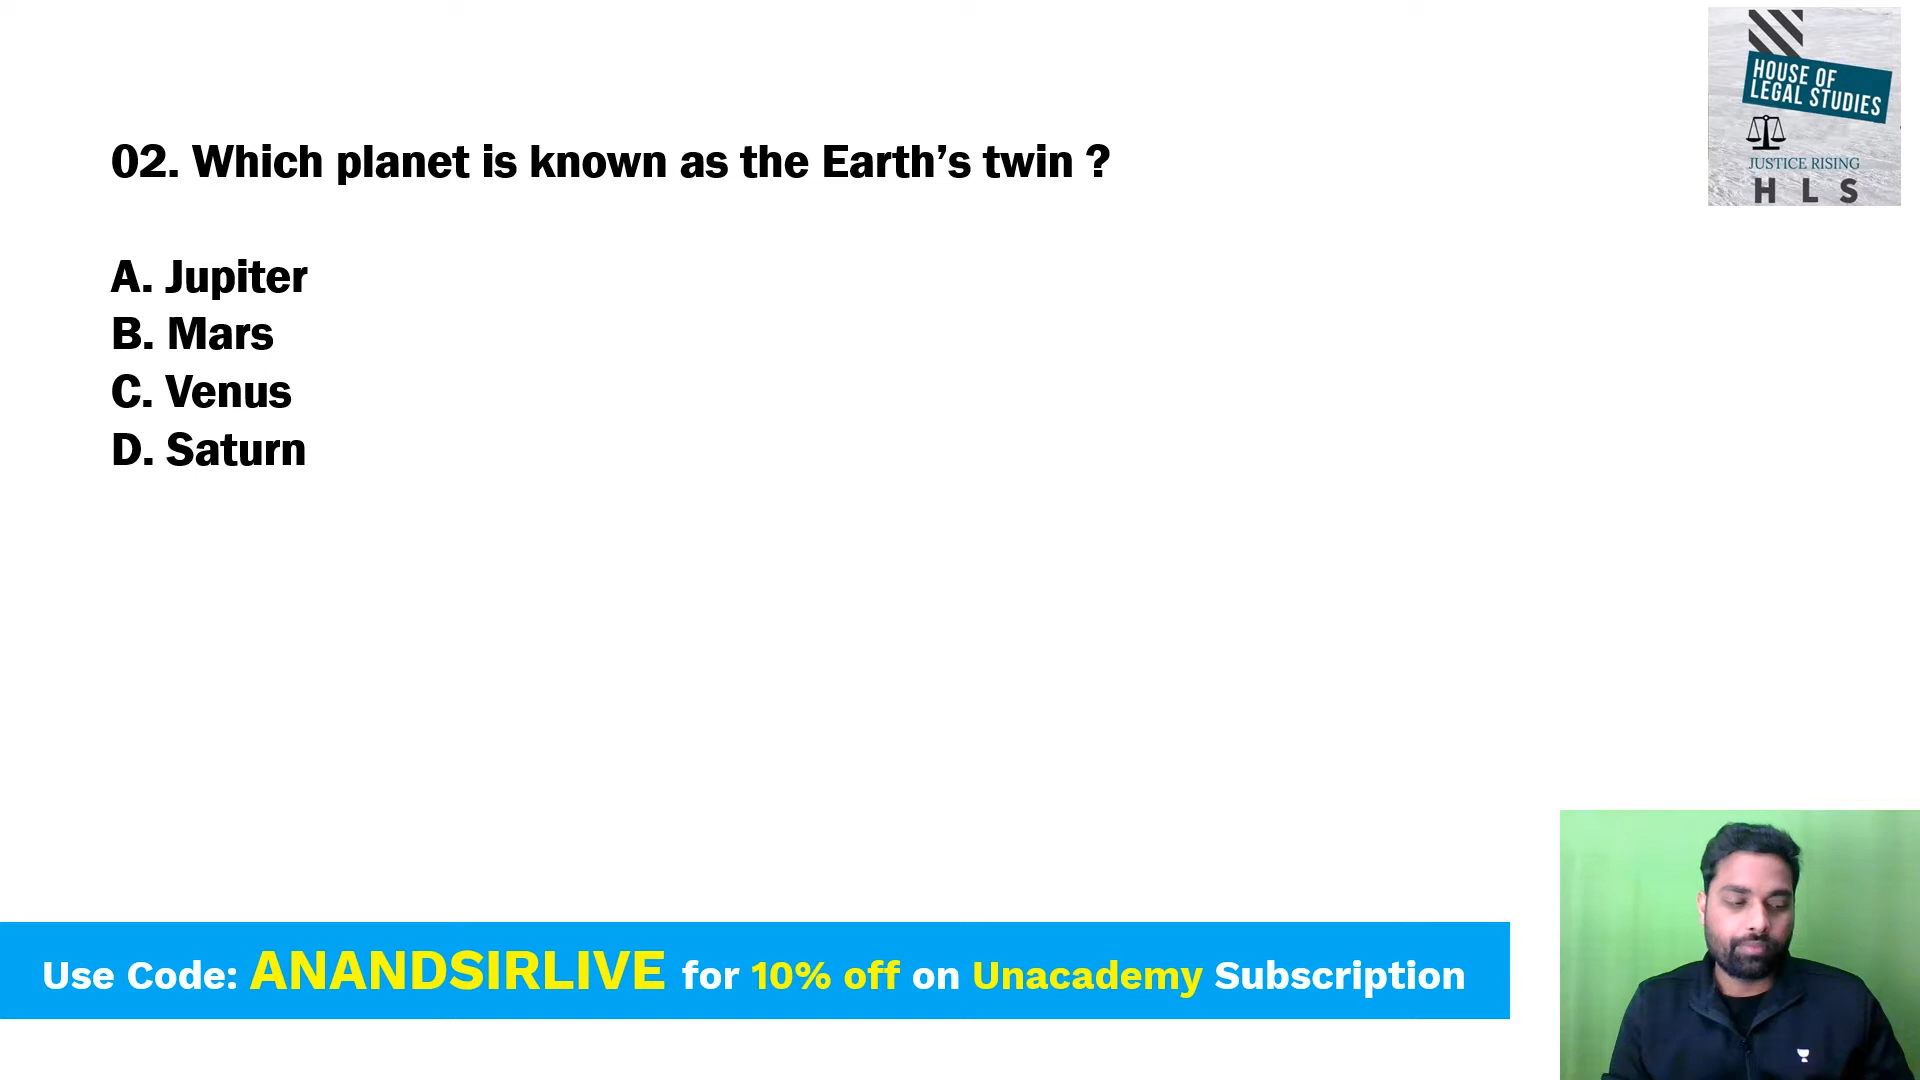 HOUSE OF
LEGAL STUDIES
JUSTICE RISING
H L S
02. Which planet is known as the Earth’s twin ?
A. Jupiter
B. Mars
C. Venus
D. Saturn
Use Code: ANANDSIRLIVE for 10% off on Unacademy Subscription